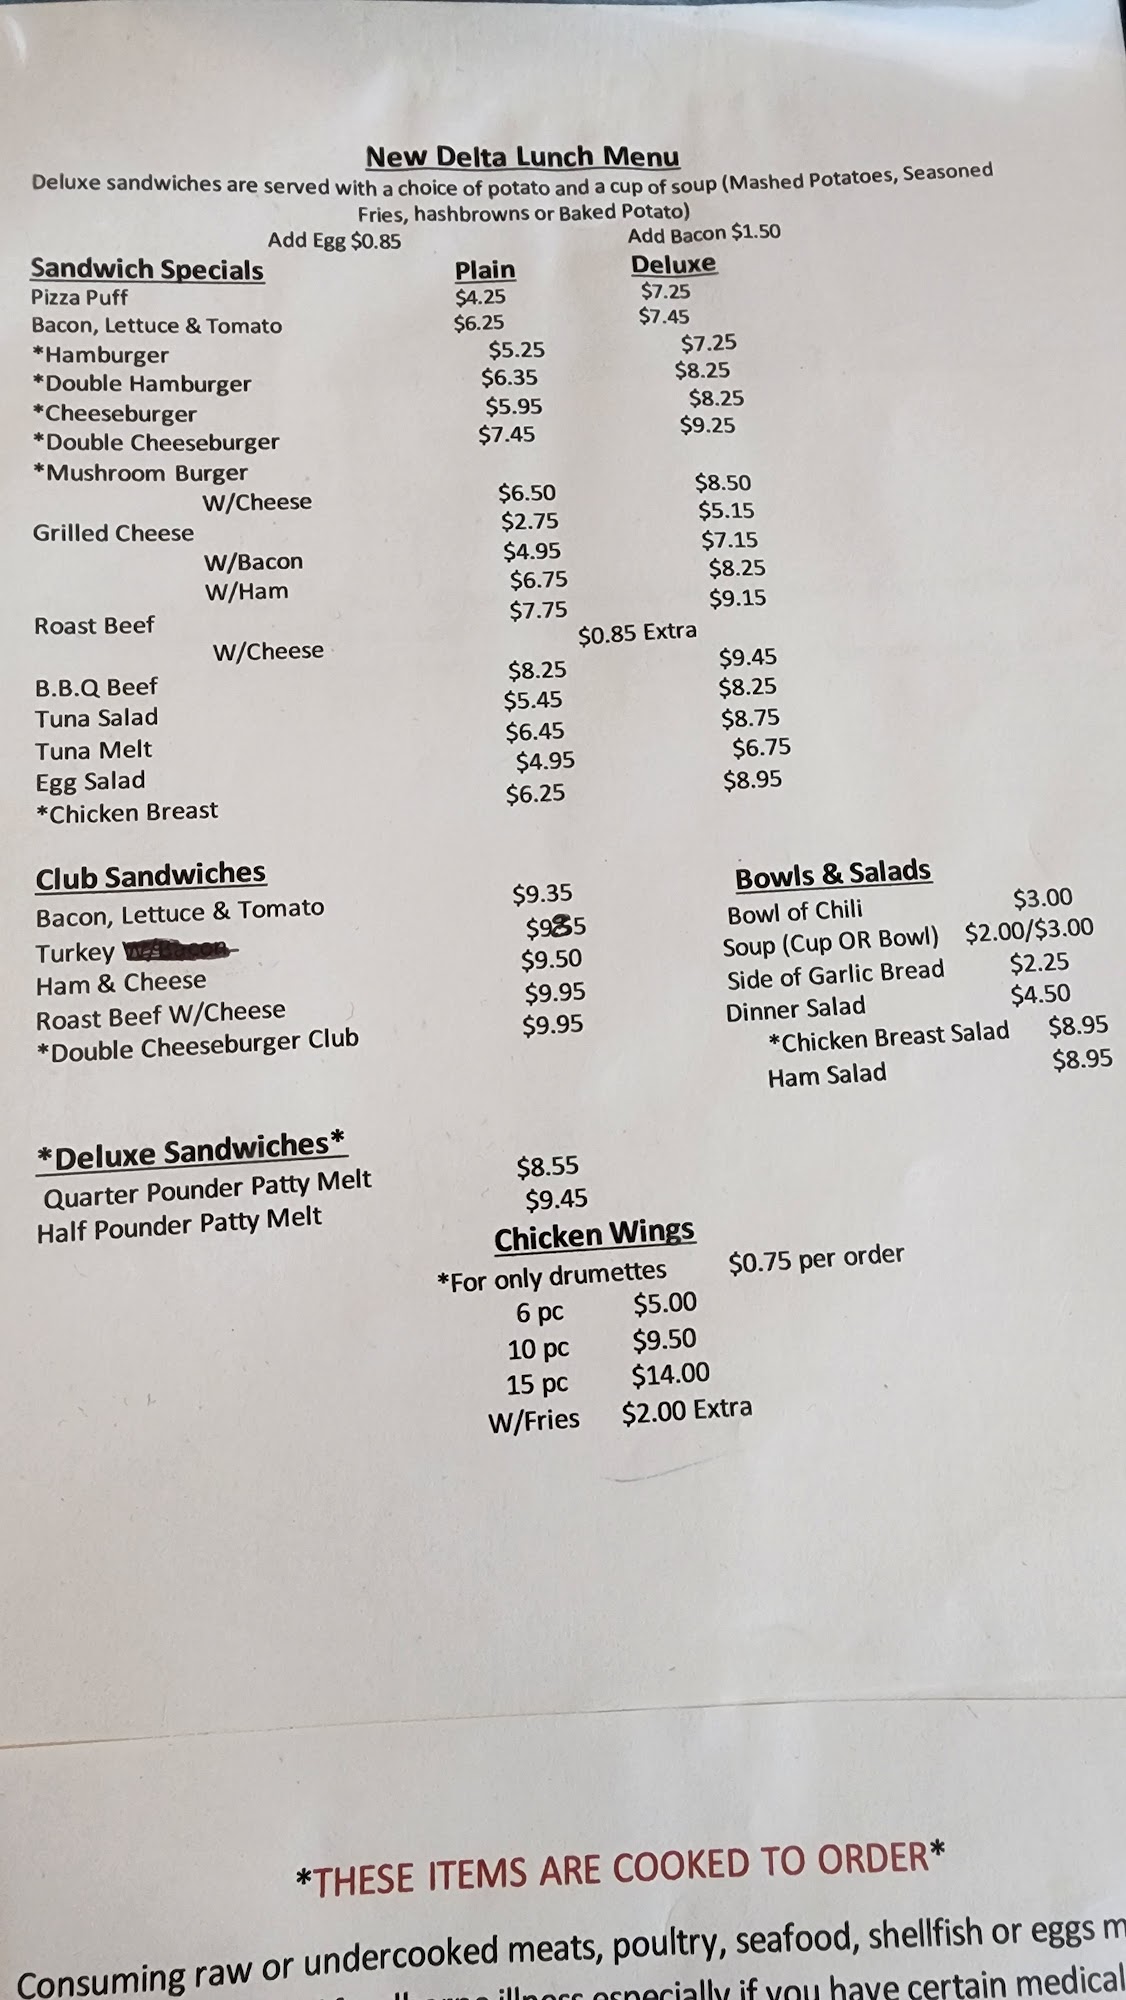 New Delta Lunch Menu
Deluxe sandwiches are served with a choice of potato and a cup of soup (Mashed Potatoes, Seasoned
Fries, hashbrowns or Baked Potato)
Add Egg $0.85 Add Bacon $1.50
Sandwich Specials Plain Deluxe
Pizza Puff $4.25 $7.25
Bacon, Lettuce & Tomato $6.25 $7.45
*Hamburger $5.25 $7.25
*Double Hamburger $6.35 $8.25
*Cheeseburger $5.95 $8.25
*Double Cheeseburger $7.45 $9.25
*Mushroom Burger
W/Cheese $6.50 $8.50
Grilled Cheese $2.75 $5.15
W/Bacon $4.95 $7.15
W/Ham $6.75 $8.25
Roast Beef $7.75 $9.15
W/Cheese $0.85 Extra
B.B.Q Beef $8.25 $9.45
Tuna Salad $5.45 $8.25
Tuna Melt $6.45 $8.75
Egg Salad $4.95 $6.75
*Chicken Breast $6.25 $8.95
Club Sandwiches
Bacon, Lettuce & Tomato $9.35
Turkey W/Bacon $985
Ham & Cheese $9.50
Roast Beef W/Cheese $9.95
*Double Cheeseburger Club $9.95
Bowls & Salads
Bowl of Chili $3.00
Soup (Cup OR Bowl) $2.00/$3.00
Side of Garlic Bread $2.25
Dinner Salad $4.50
*Chicken Breast Salad $8.95
Ham Salad $8.95
*Deluxe Sandwiches*
Quarter Pounder Patty Melt $8.55
Half Pounder Patty Melt $9.45
Chicken Wings
*For only drumettes $0.75 per order
6 pc $5.00
10 pc $9.50
15 pc $14.00
W/Fries $2.00 Extra
*THESE ITEMS ARE COOKED TO ORDER*
Consuming raw or undercooked meats, poultry, seafood, shellfish or eggs
especially if you have certain medical